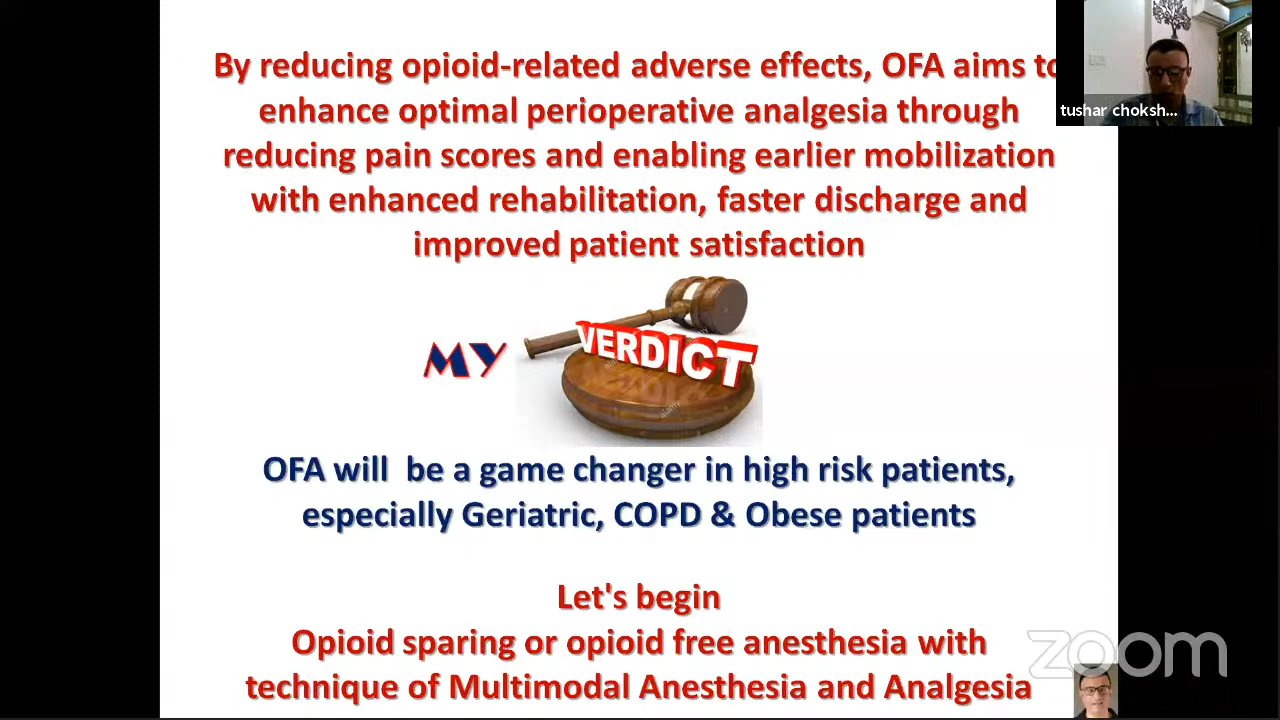 By reducing opioid-related adverse effects, OFA aims to
enhance optimal perioperative analgesia through
reducing pain scores and enabling earlier mobilization
with enhanced rehabilitation, faster discharge and
improved patient satisfaction
tushar choksh...
MY
VERDICT
alamy
OFA will be a game changer in high risk patients,
especially Geriatric, COPD & Obese patients
Let's begin
Opioid sparing or opioid free anesthesia with
technique of Multimodal Anesthesia and Analgesia
zoom